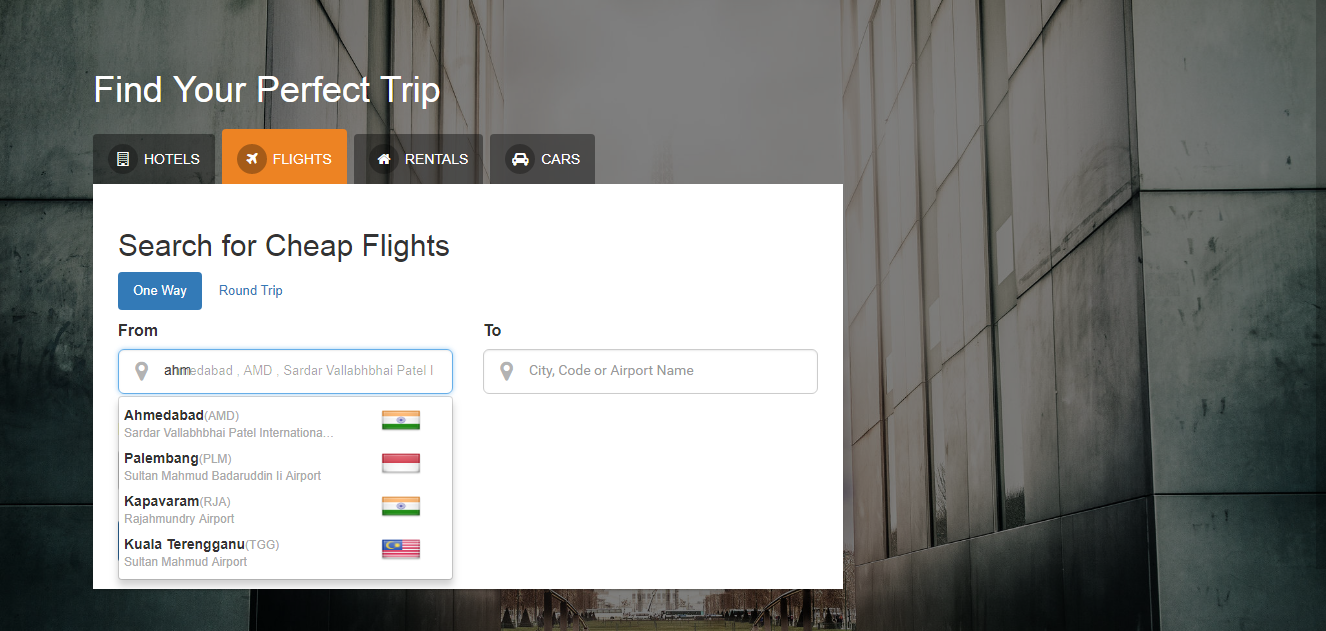 Find Your Perfect Trip
HOTELS
FLIGHTS
RENTALS
CARS
Search for Cheap Flights
One Way
Round Trip
From
To
ahmedabad , AMD , Sardar Vallabhbhai Patel I
City, Code or Airport Name
Ahmedabad(AMD)
Sardar Vallabhbhai Patel Internationa...
Palembang(PLM)
Sultan Mahmud Badaruddin Ii Airport
Kapavaram(RJA)
Rajahmundry Airport
Kuala Terengganu(TGG)
Sultan Mahmud Airport